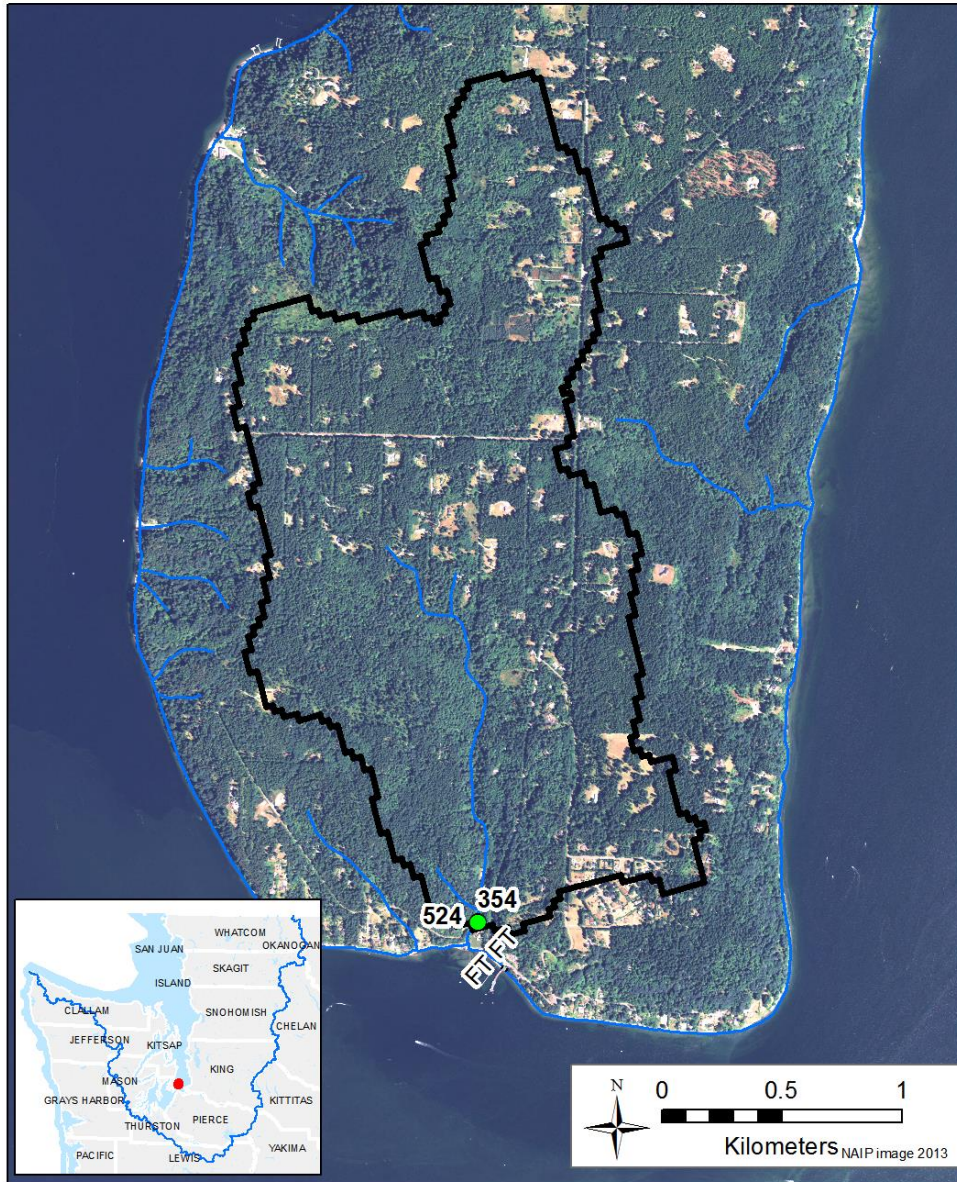 354
524
FT FT
WHATCOM
SAN JUAN
OKANOGAN
SKAGIT
ISLAND
SNOHOMISH
CLALLAM
CHELAN
JEFFERSON
KITSAP
KING
MASON
GRAYS HARBOR
KITTITAS
PIERCE
THURSTON
YAKIMA
PACIFIC
LEWIS
N
0 0.5 1
Kilometers
NAIP image 2013